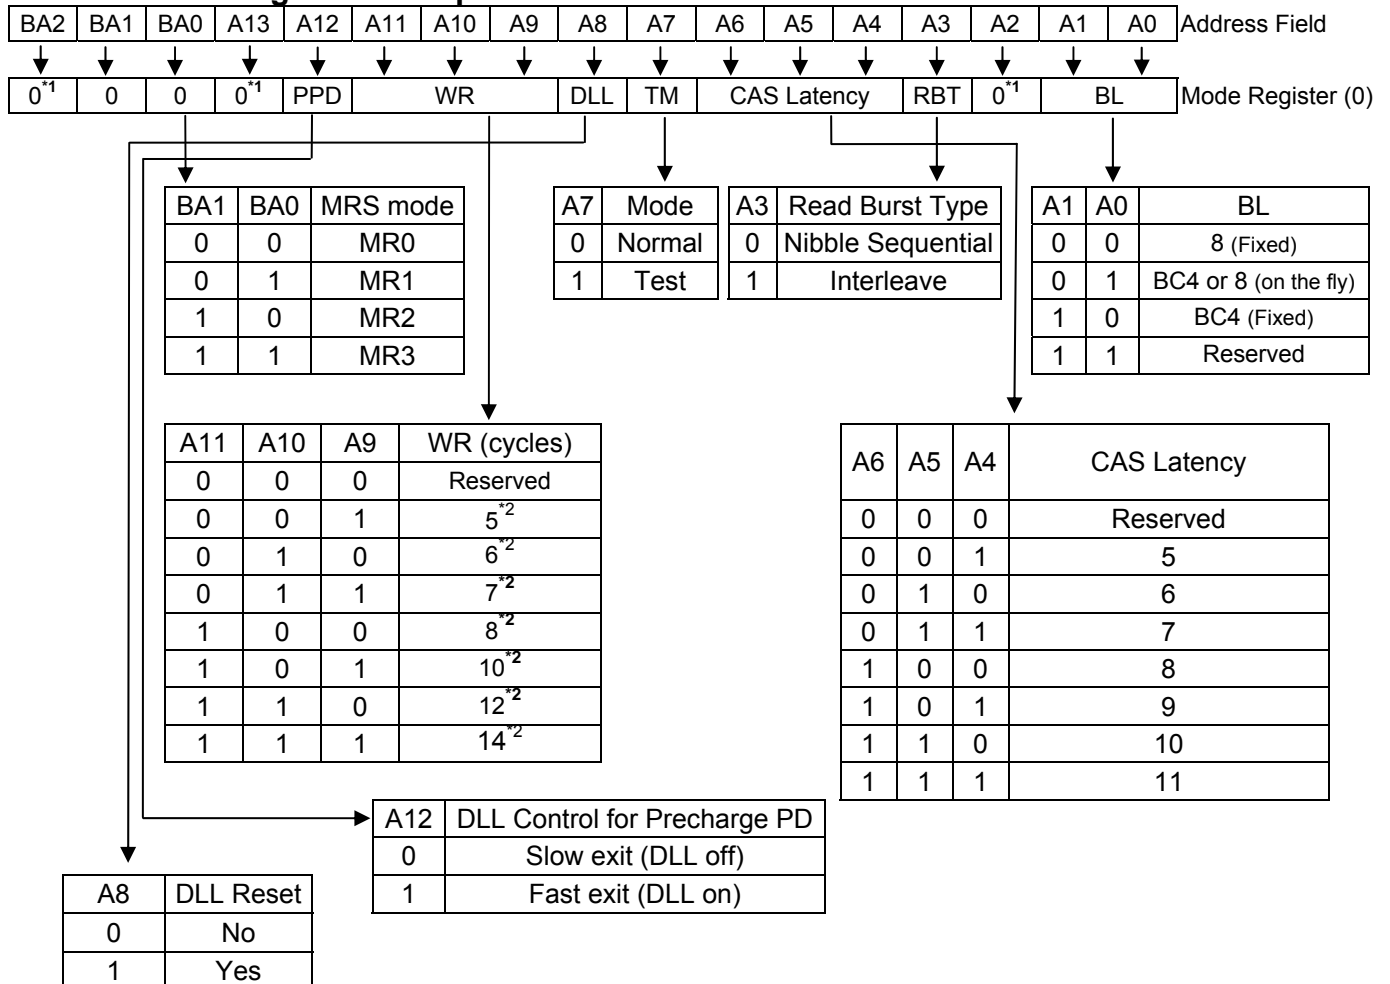 BA2 BA1 BA0 A13 A12 A11 A10 A9 A8 A7 A6 A5 A4 A3 A2 A1 A0 Address Field
0*1 0 0 0*1 PPD WR DLL TM CAS Latency RBT 0*1 BL Mode Register (0)
BA1 BA0 MRS mode
0 0 MR0
0 1 MR1
1 0 MR2
1 1 MR3
A7 Mode
0 Normal
1 Test
A3 Read Burst Type
0 Nibble Sequential
1 Interleave
A1 A0 BL
0 0 8 (Fixed)
0 1 BC4 or 8 (on the fly)
1 0 BC4 (Fixed)
1 1 Reserved
A11 A10 A9 WR (cycles)
0 0 0 Reserved
0 0 1 5*2
0 1 0 6*2
0 1 1 7*2
1 0 0 8*2
1 0 1 10*2
1 1 0 12*2
1 1 1 14*2
A6 A5 A4 CAS Latency
0 0 0 Reserved
0 0 1 5
0 1 0 6
0 1 1 7
1 0 0 8
1 0 1 9
1 1 0 10
1 1 1 11
A12 DLL Control for Precharge PD
0 Slow exit (DLL off)
1 Fast exit (DLL on)
A8 DLL Reset
0 No
1 Yes